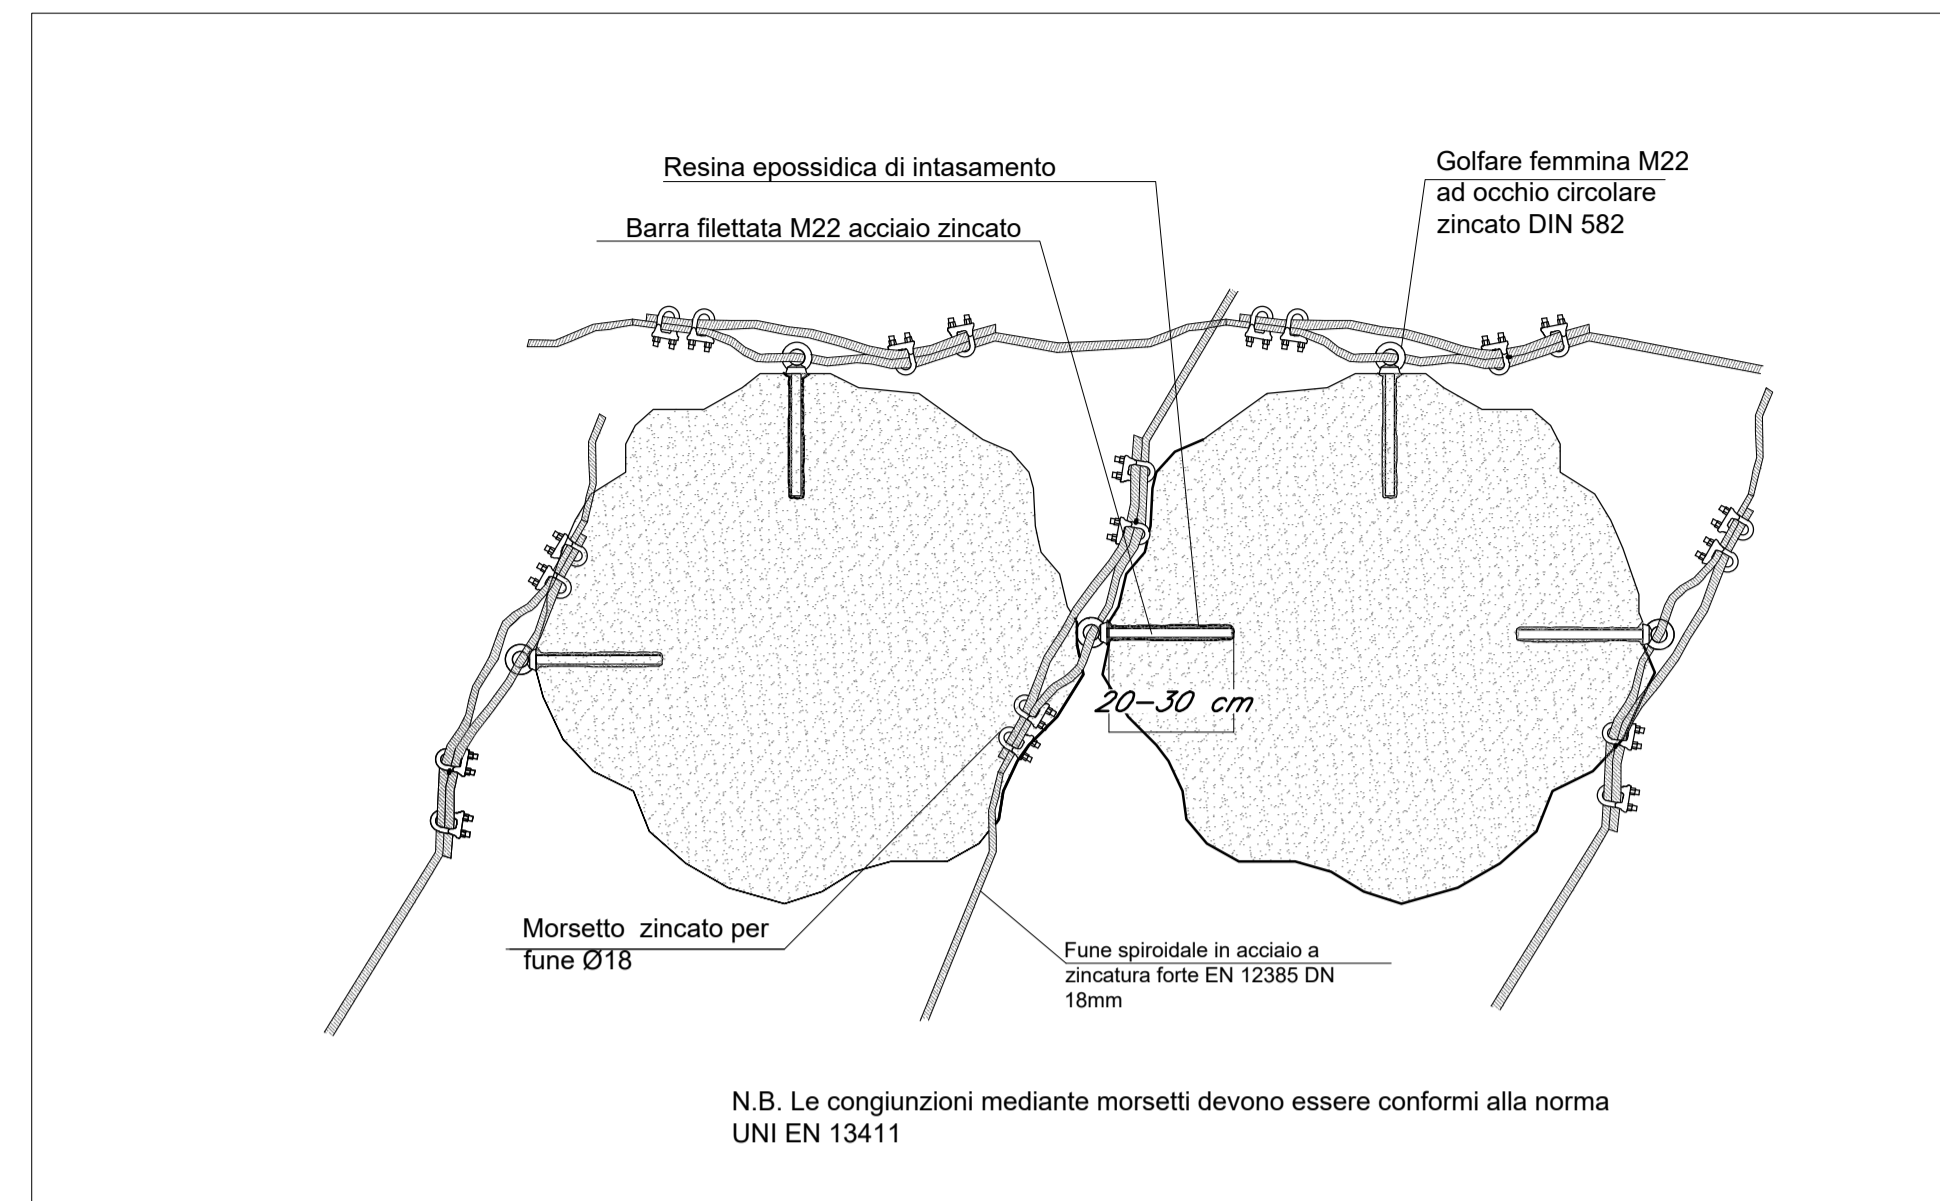 Resina epossidica di intasamento
Golfare femmina M22
ad occhio circolare
zincato DIN 582
Barra filettata M22 acciaio zincato
20-30 cm
Morsetto zincato per
fune Ø18
Fune spiroidale in acciaio a
zincatura forte EN 12385 DN
18mm
N.B. Le congiunzioni mediante morsetti devono essere conformi alla norma
UNI EN 13411